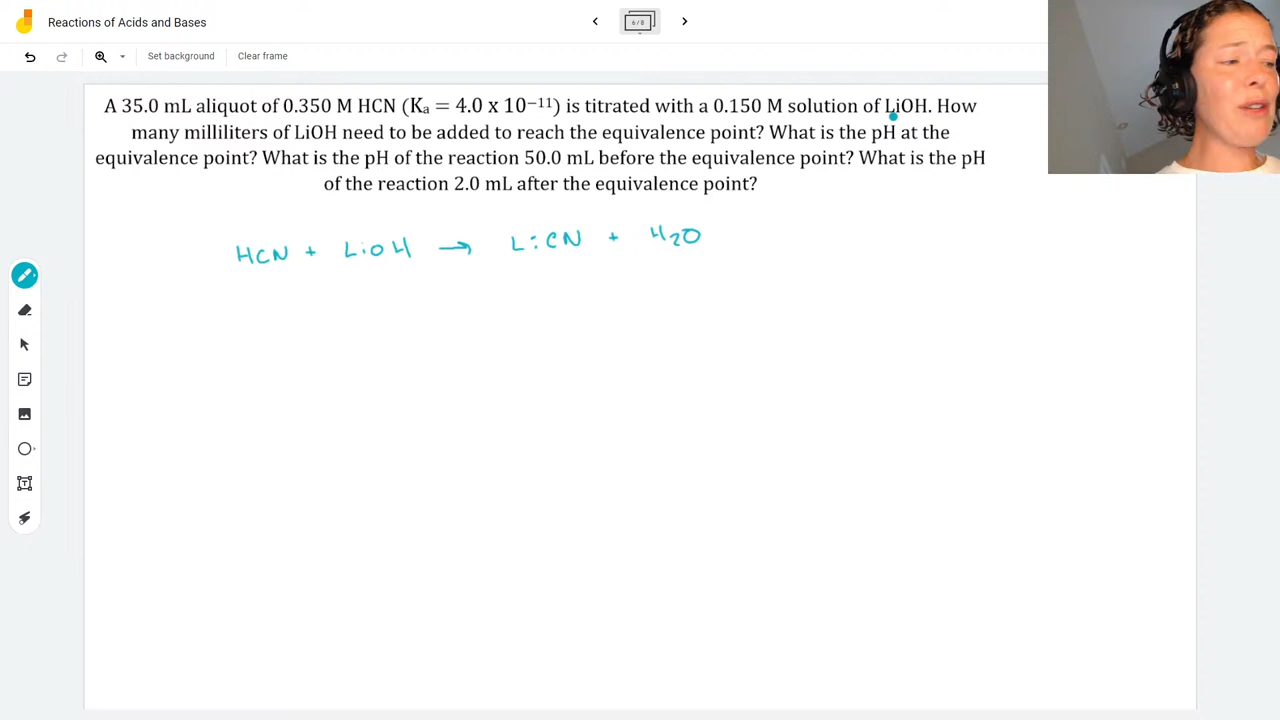 Reactions of Acids and Bases
6 / 8
Set background
Clear frame
A 35.0 mL aliquot of 0.350 M HCN (Kₐ = 4.0 x 10⁻¹¹) is titrated with a 0.150 M solution of LiOH. How
many milliliters of LiOH need to be added to reach the equivalence point? What is the pH at the
equivalence point? What is the pH of the reaction 50.0 mL before the equivalence point? What is the pH
of the reaction 2.0 mL after the equivalence point?
HCN + LiOH → LiCN + H₂O